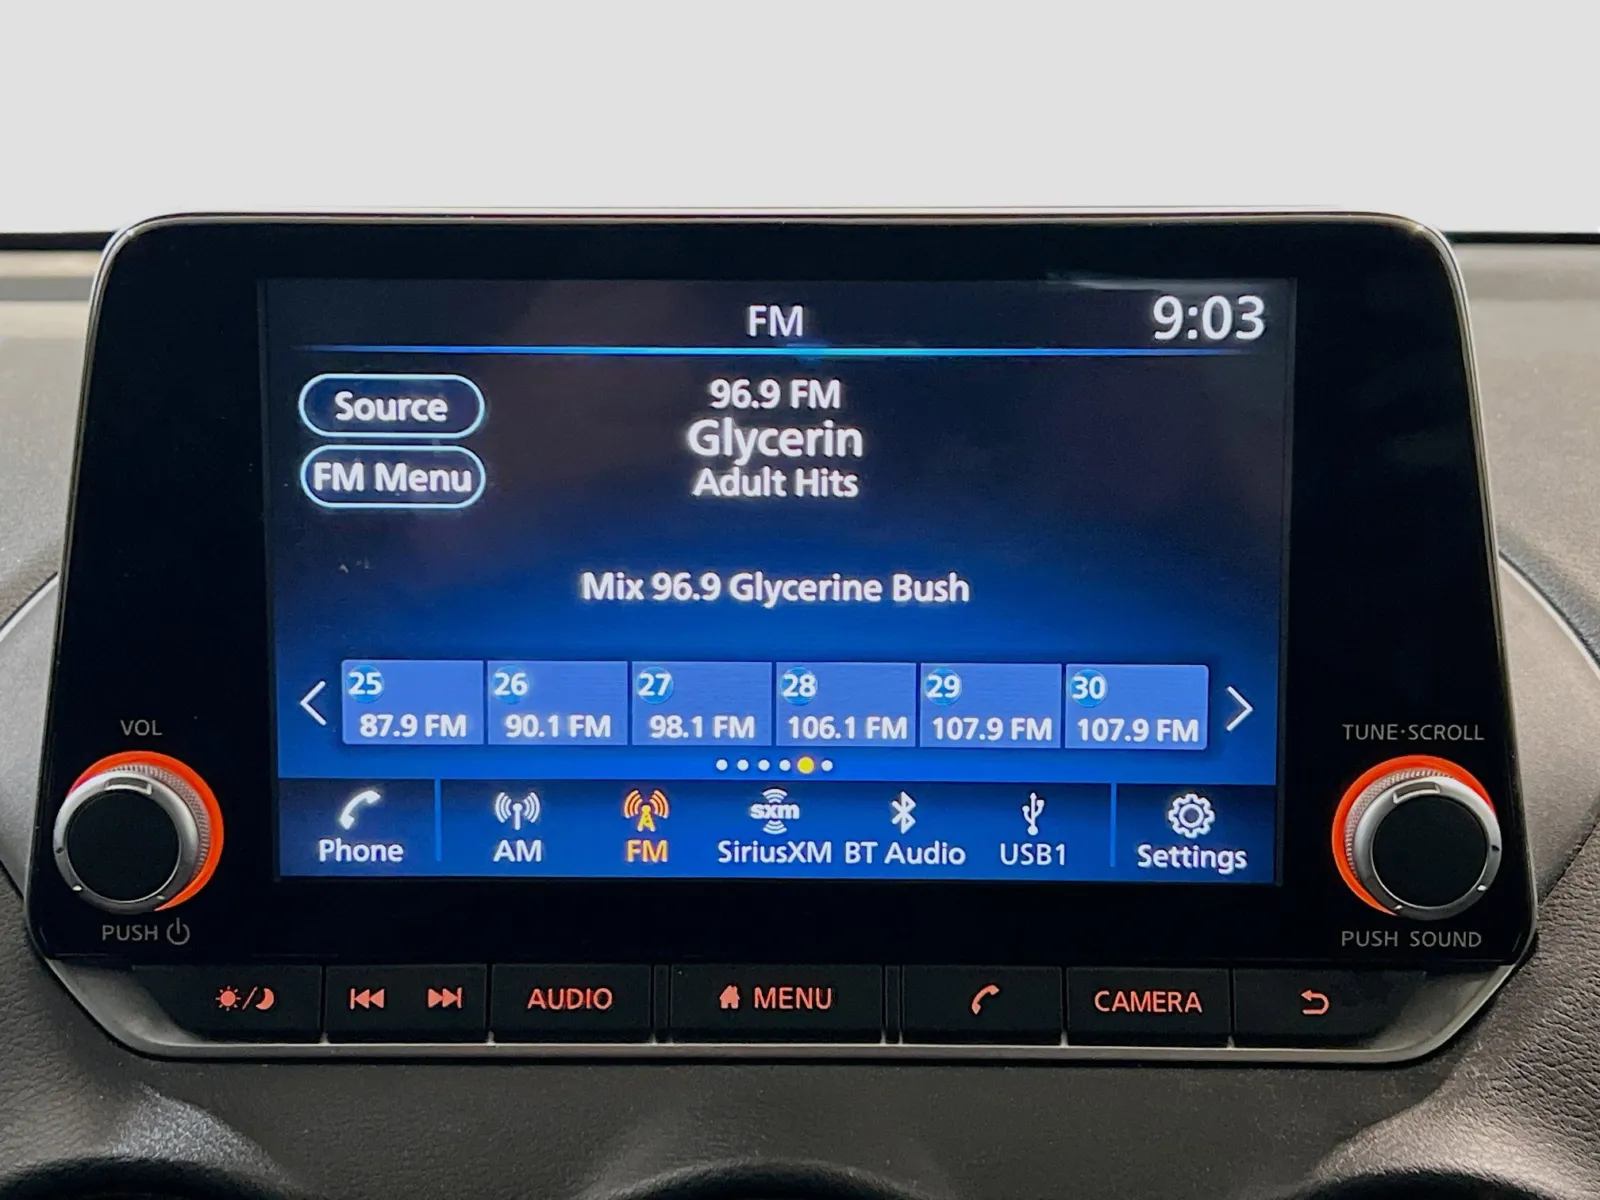 FM
9:03
Source
FM Menu
96.9 FM
Glycerin
Adult Hits
Mix 96.9 Glycerine Bush
25
87.9 FM
26
90.1 FM
27
98.1 FM
28
106.1 FM
29
107.9 FM
30
107.9 FM
Phone
AM
FM
sxm
SiriusXM
BT Audio
USB1
Settings
VOL
PUSH
TUNE·SCROLL
PUSH SOUND
AUDIO
MENU
CAMERA